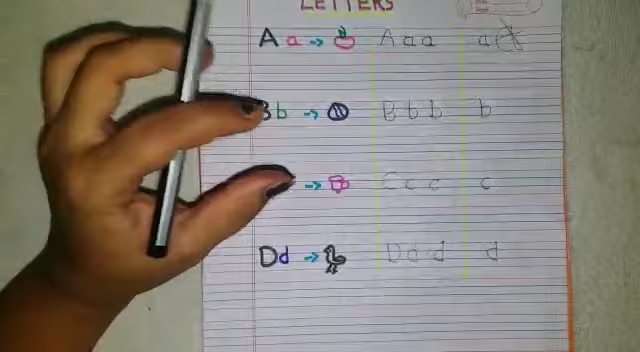 LETTERS
A a → A a a a
B b → B b b b
→ C c c c
D d → D d d d